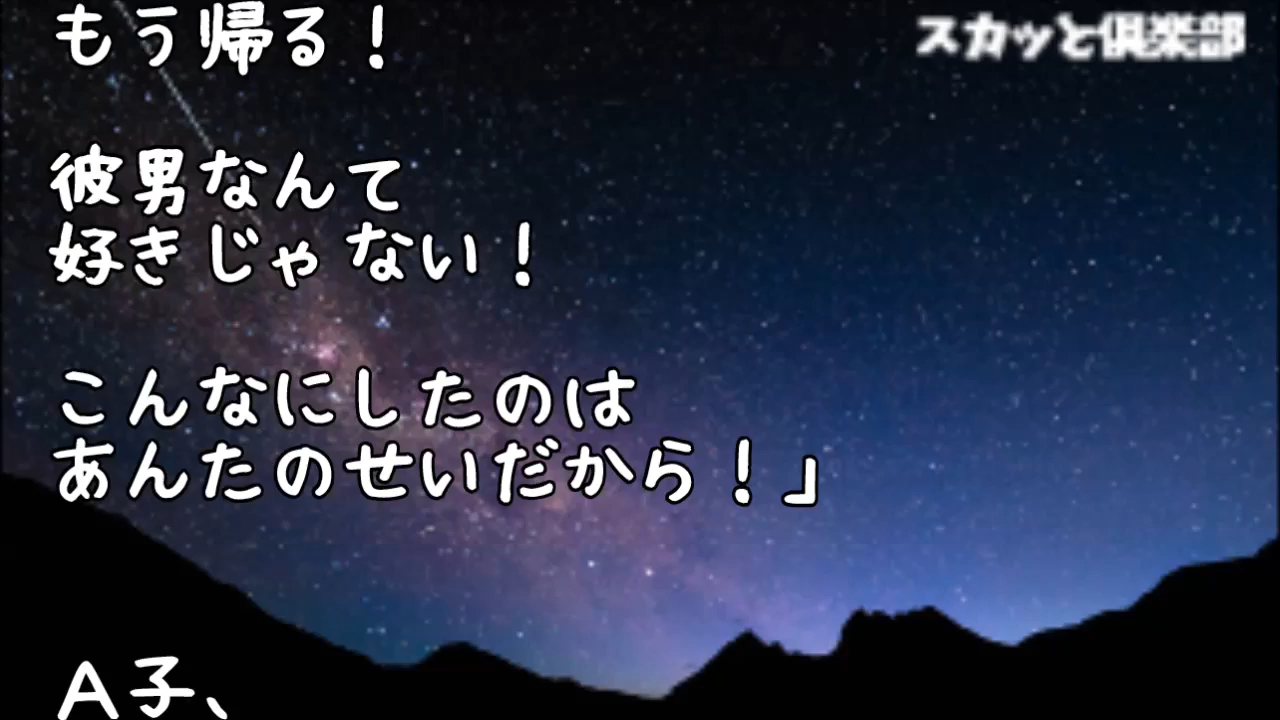 もう帰る！
スカッと倶楽部
彼男なんて
好きじゃない！
こんなにしたのは
あんたのせいだから！」
Ａ子、